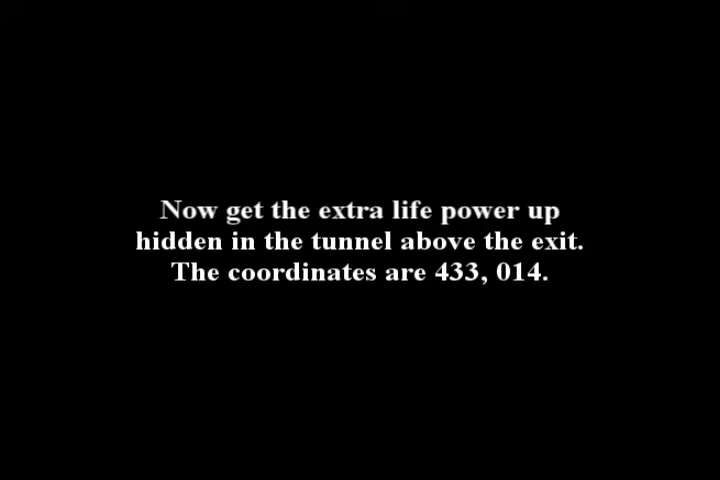 Now get the extra life power up
hidden in the tunnel above the exit.
The coordinates are 433, 014.